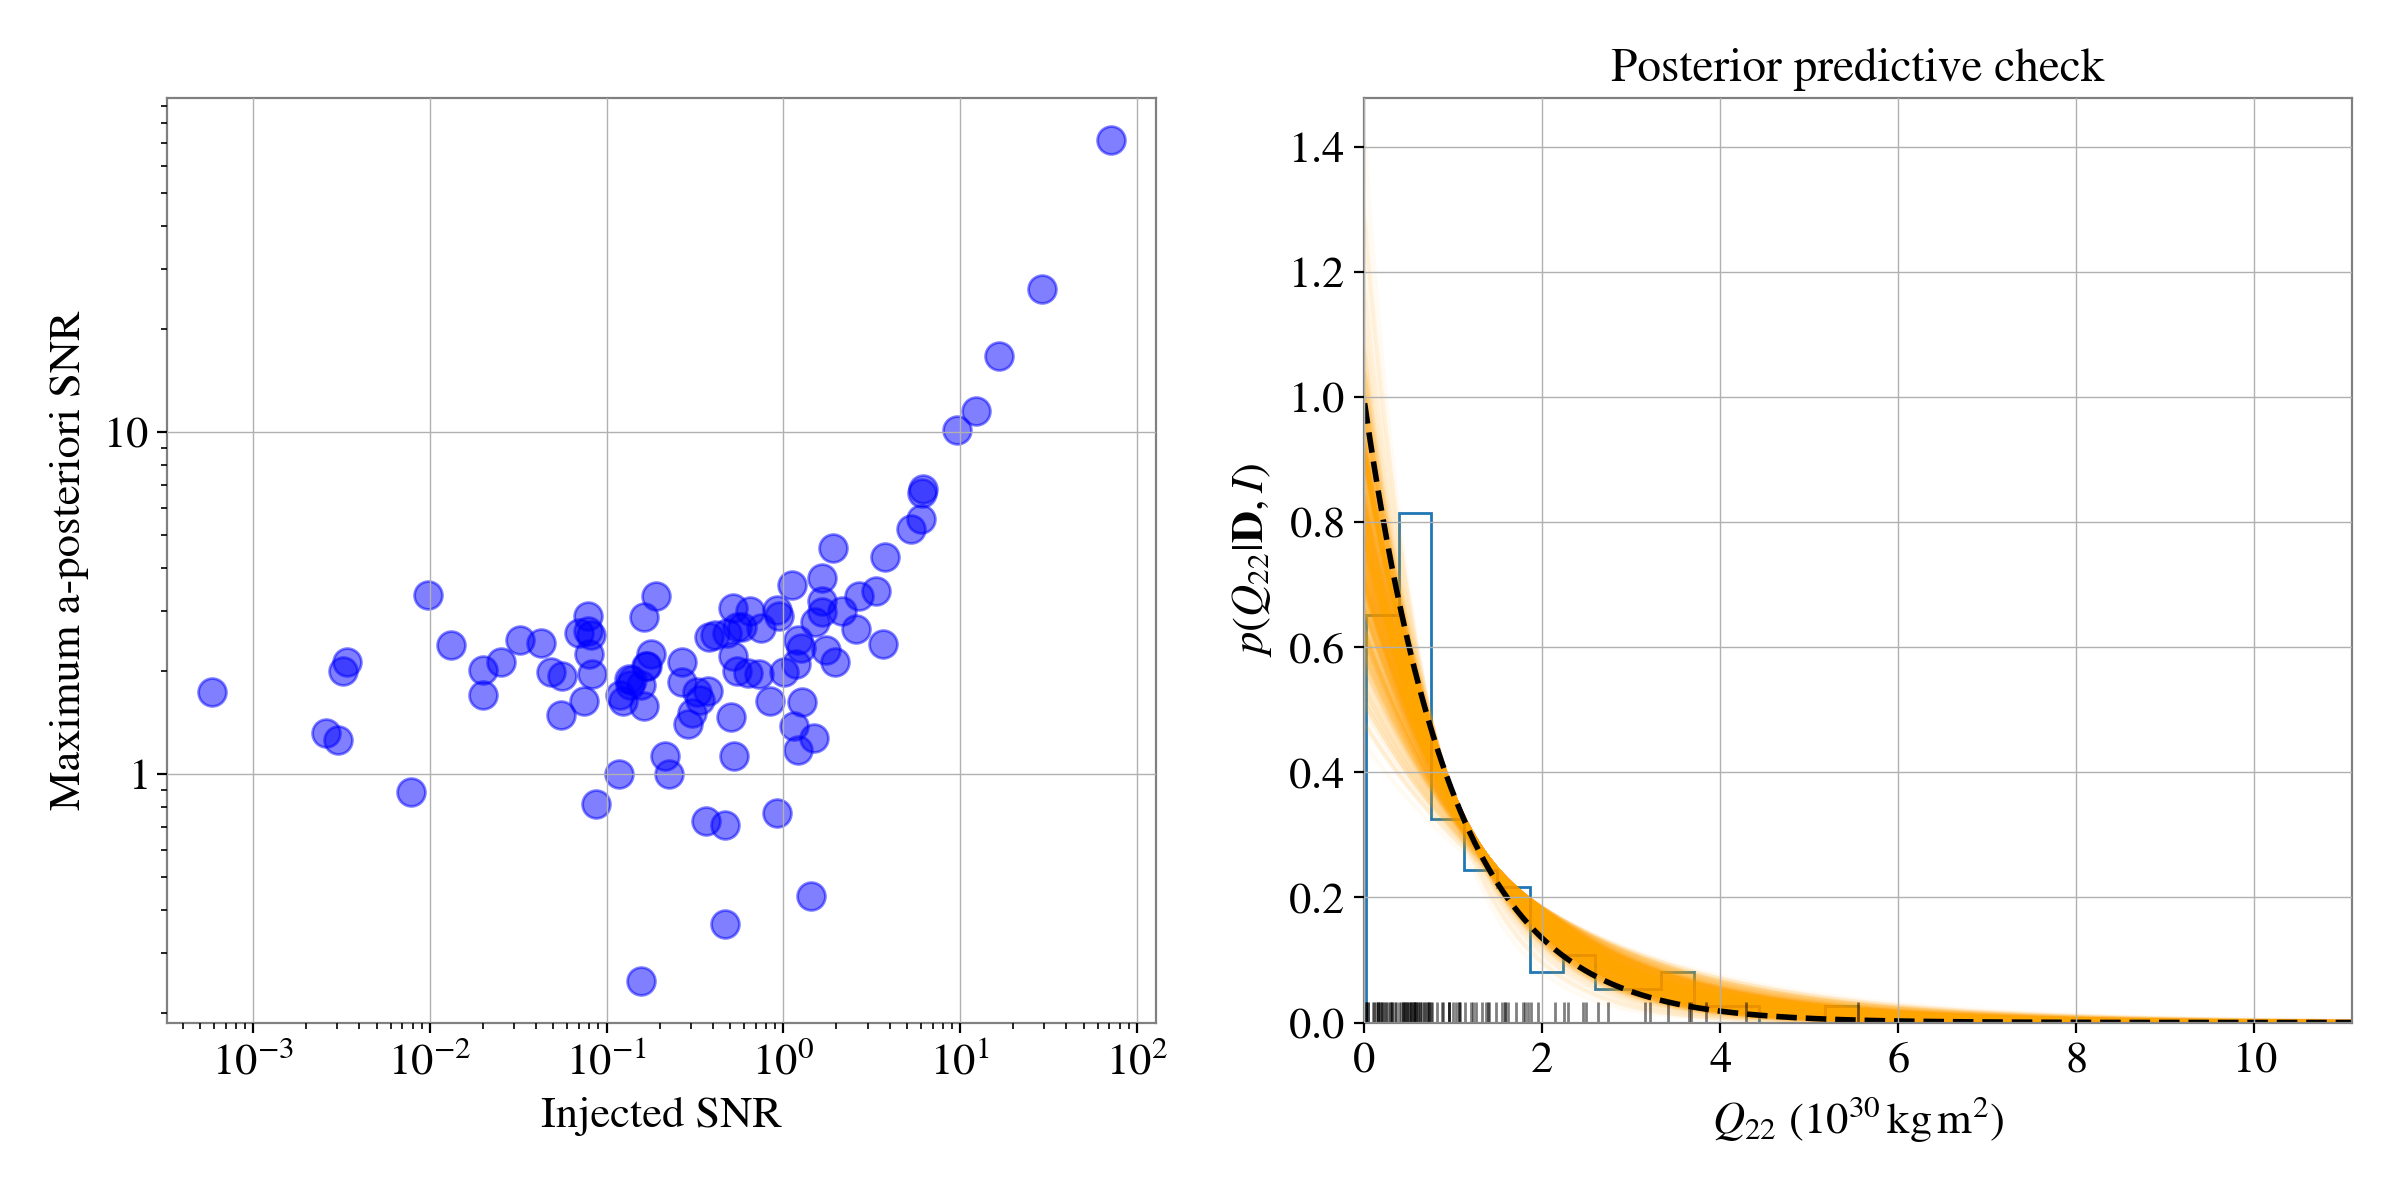 Maximum a-posteriori SNR
10
1
10⁻³ 10⁻² 10⁻¹ 10⁰ 10¹ 10²
Injected SNR
Posterior predictive check
p(Q₂₂|D, I)
1.4
1.2
1.0
0.8
0.6
0.4
0.2
0.0
0 2 4 6 8 10
Q₂₂ (10³⁰ kg m²)